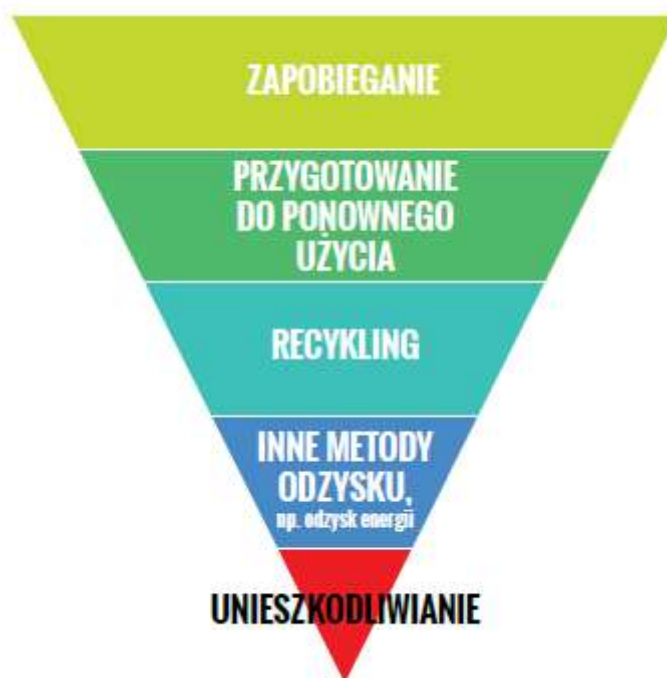 ZAPOBIEGANIE
PRZYGOTOWANIE
DO PONOWNEGO
UŻYCIA
RECYKLING
INNE METODY
ODZYSKU,
np. odzysk energii
UNIESZKODLIWIANIE